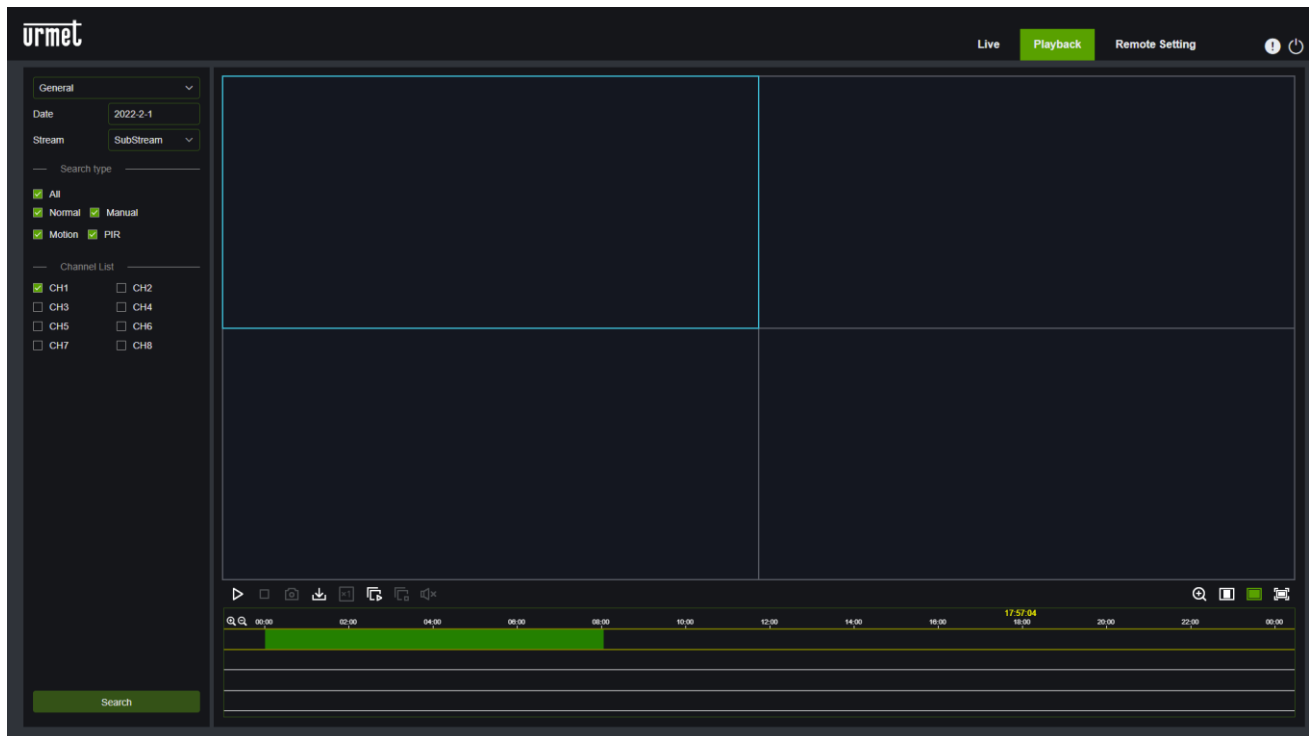 urmet
Live Playback Remote Setting
General
Date 2022-2-1
Stream SubStream
Search type
All
Normal Manual
Motion PIR
Channel List
CH1 CH2
CH3 CH4
CH5 CH6
CH7 CH8
×1
17:57:04
00:00 02:00 04:00 06:00 08:00 10:00 12:00 14:00 16:00 18:00 20:00 22:00 00:00
Search